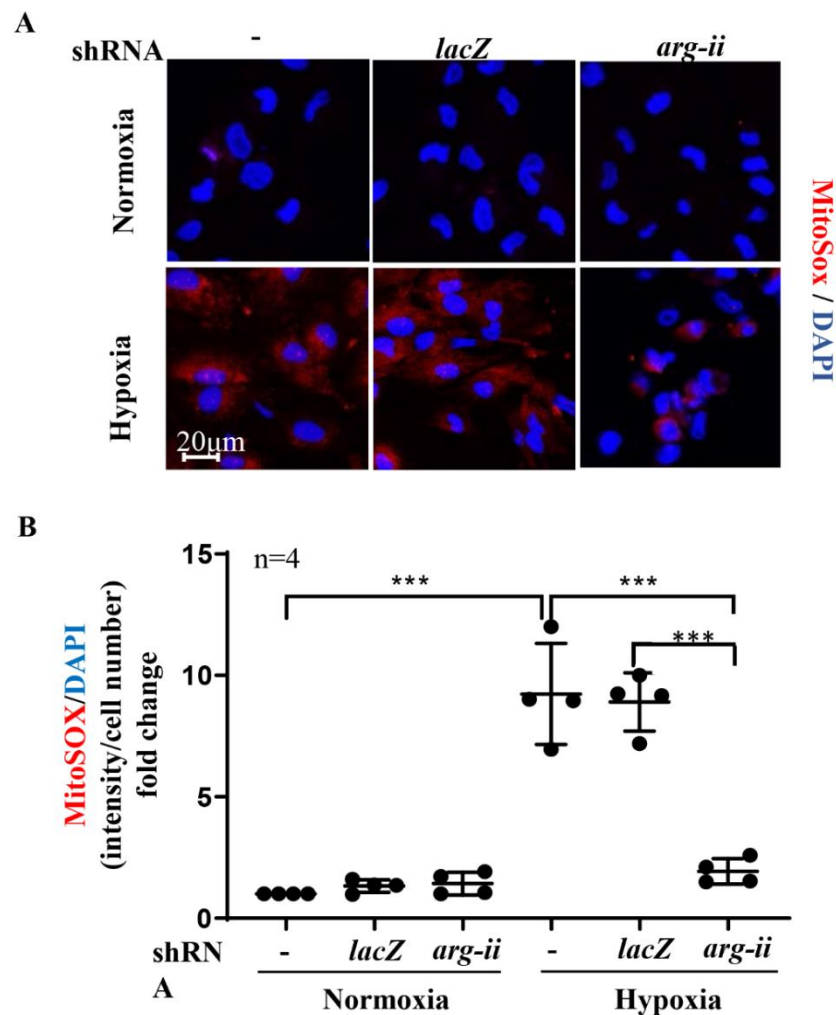 A
shRNA - lacZ arg-ii
Normoxia
Hypoxia
20μm
MitoSox / DAPI
B
MitoSOX/DAPI
(intensity/cell number)
fold change
15
10
5
0
n=4
***
***
***
shRN - lacZ arg-ii - lacZ arg-ii
A
Normoxia Hypoxia